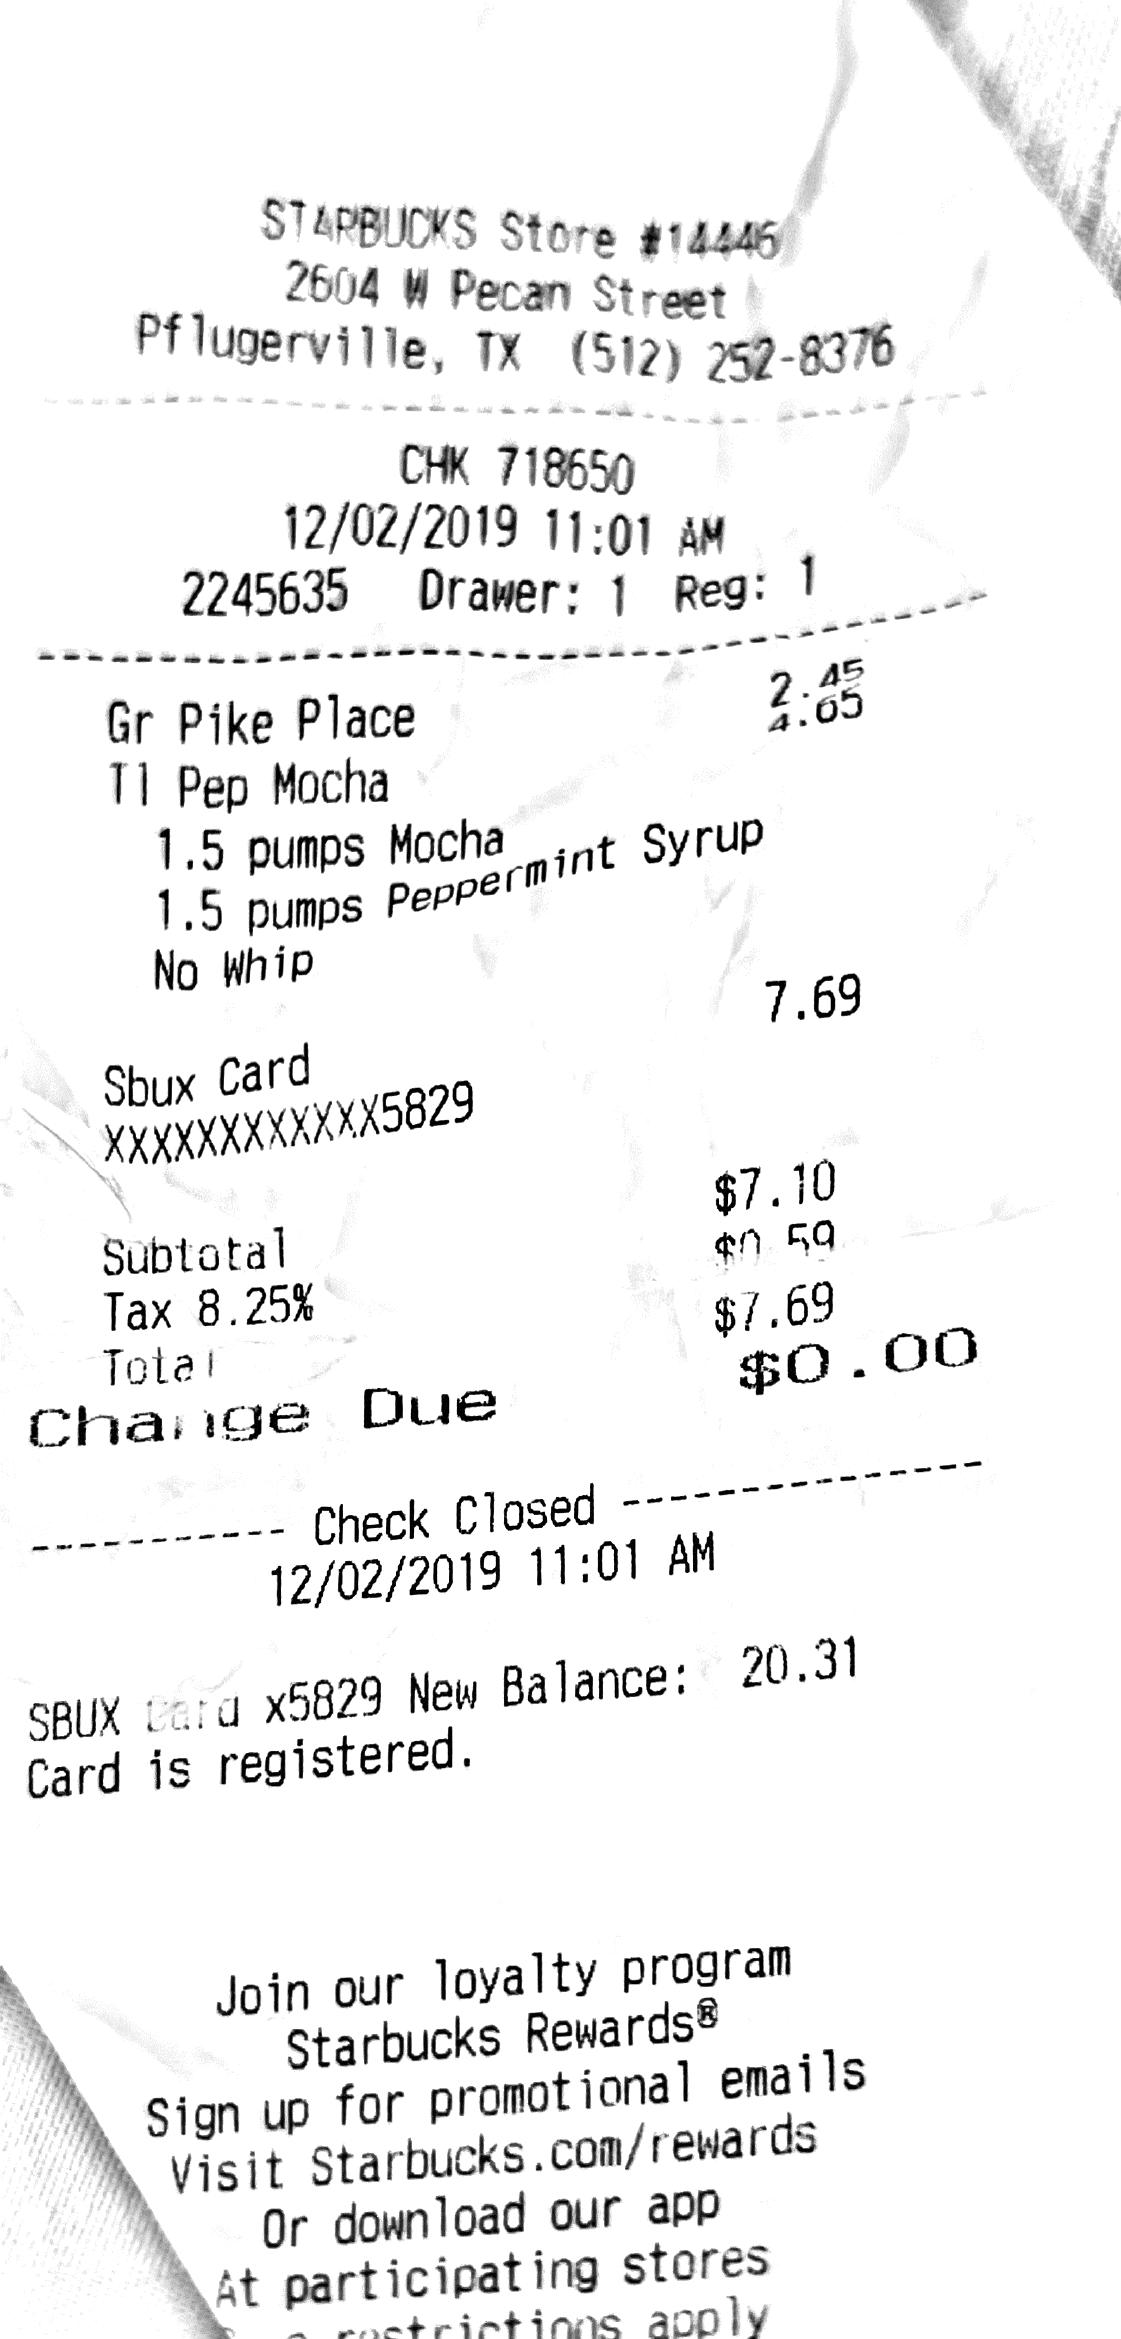 STARBUCKS Store #14446
2604 W Pecan Street
Pflugerville, TX (512) 252-8376
CHK 718650
12/02/2019 11:01 AM
2245635 Drawer: 1 Reg: 1
Gr Pike Place 2.45
Tl Pep Mocha 4.65
1.5 pumps Mocha
1.5 pumps Peppermint Syrup
No Whip
Sbux Card 7.69
XXXXXXXXXXXX5829
Subtotal $7.10
Tax 8.25% $0.59
Total $7.69
Change Due $0.00
----------- Check Closed ---------------
12/02/2019 11:01 AM
SBUX Card x5829 New Balance: 20.31
Card is registered.
Join our loyalty program
Starbucks Rewards®
Sign up for promotional emails
Visit Starbucks.com/rewards
Or download our app
At participating stores
restrictions apply